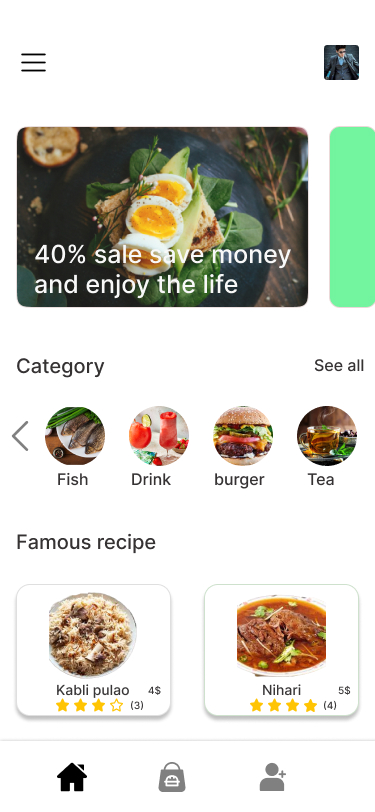 40% sale save money
and enjoy the life
Category
See all
Fish
Drink
burger
Tea
Famous recipe
Kabli pulao 4$
(3)
Nihari 5$
(4)